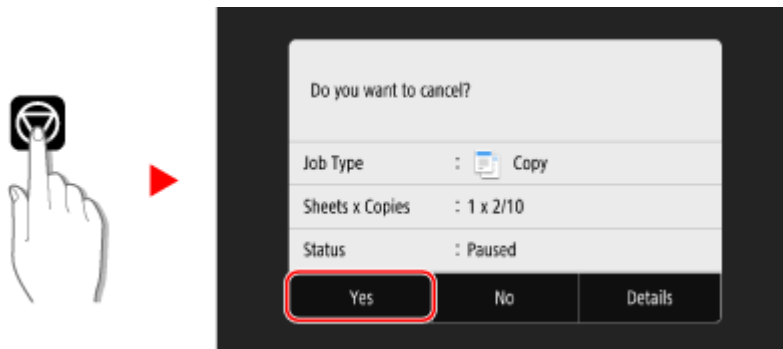 Do you want to cancel?
Job Type : Copy
Sheets x Copies : 1 x 2/10
Status : Paused
Yes No Details